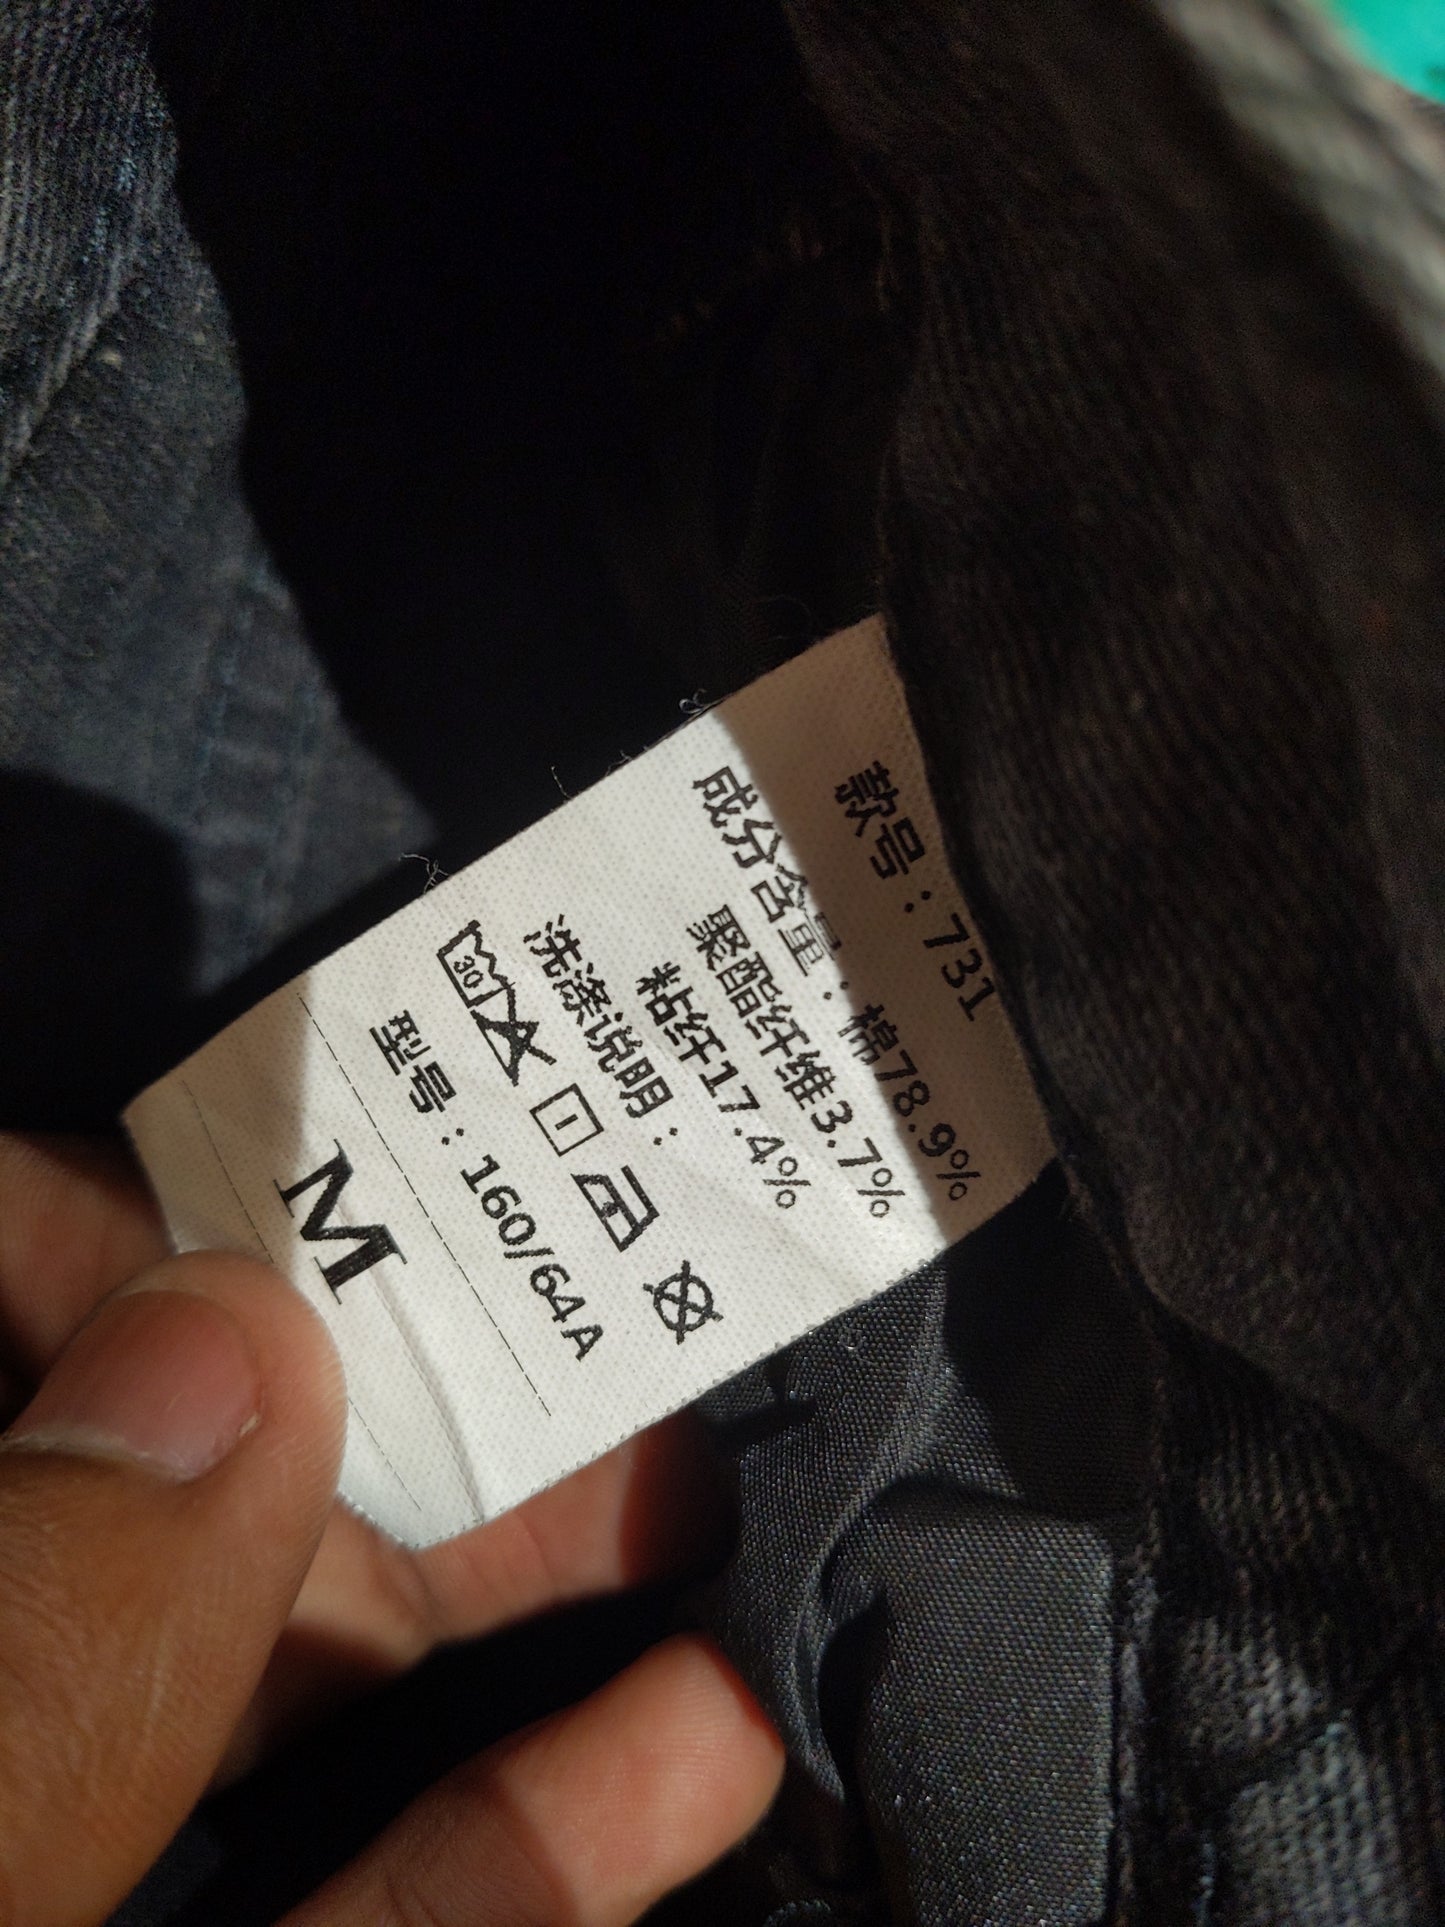 款号：731
成分含量：棉78.9%
聚酯纤维3.7%
粘纤17.4%
洗涤说明：
30
型号：160/64A
M